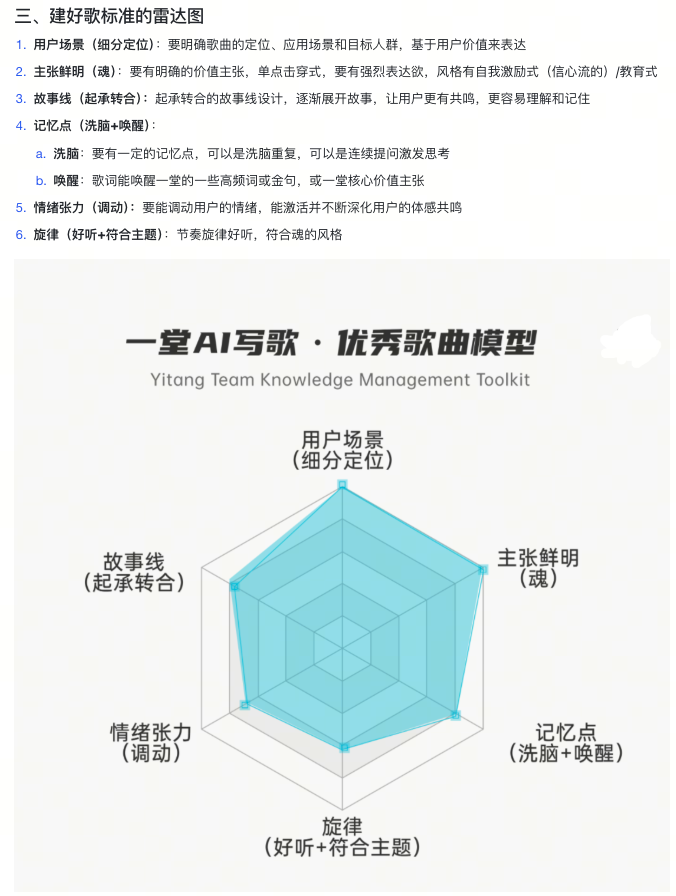 三、建好歌标准的雷达图
1. 用户场景（细分定位）：要明确歌曲的定位、应用场景和目标人群，基于用户价值来表达
2. 主张鲜明（魂）：要有明确的价值主张，单点击穿式，要有强烈表达欲，风格有自我激励式（信心流的）/教育式
3. 故事线（起承转合）：起承转合的故事线设计，逐渐展开故事，让用户更有共鸣，更容易理解和记住
4. 记忆点（洗脑+唤醒）：
a. 洗脑：要有一定的记忆点，可以是洗脑重复，可以是连续提问激发思考
b. 唤醒：歌词能唤醒一堂的一些高频词或金句，或一堂核心价值主张
5. 情绪张力（调动）：要能调动用户的情绪，能激活并不断深化用户的体感共鸣
6. 旋律（好听+符合主题）：节奏旋律好听，符合魂的风格
一堂AI写歌·优秀歌曲模型
Yitang Team Knowledge Management Toolkit
用户场景
（细分定位）
故事线
（起承转合）
主张鲜明
（魂）
情绪张力
（调动）
记忆点
（洗脑+唤醒）
旋律
（好听+符合主题）